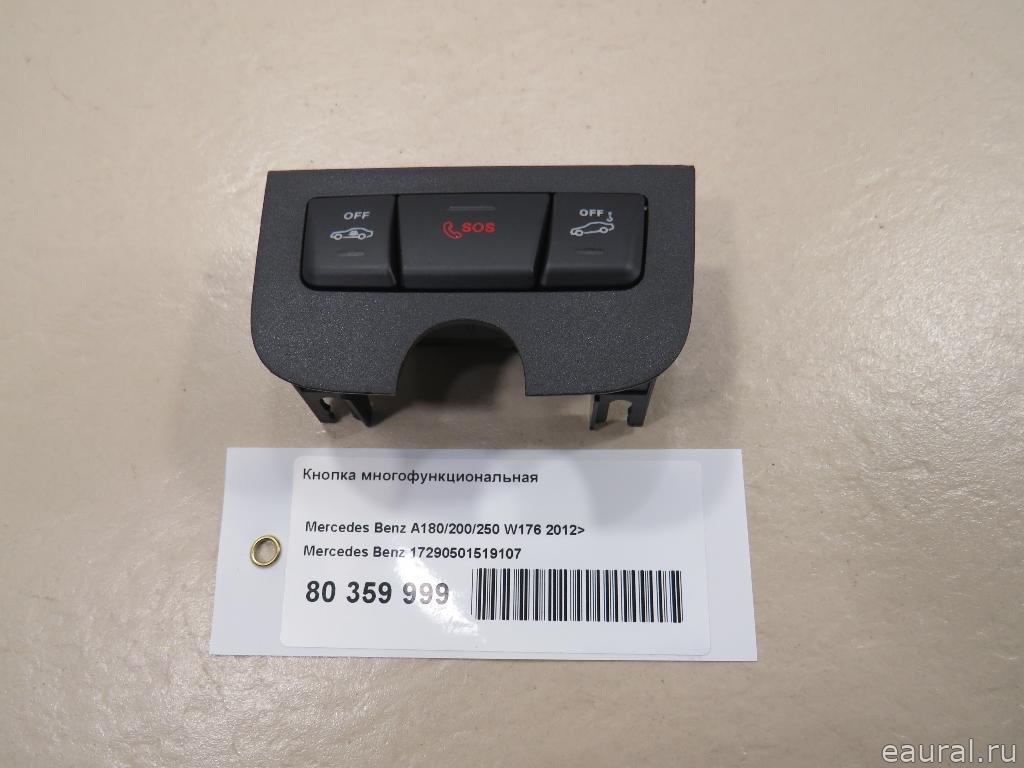 OFF
SOS
OFF
Кнопка многофункциональная
Mercedes Benz A180/200/250 W176 2012>
Mercedes Benz 17290501519107
80 359 999
eaural.ru